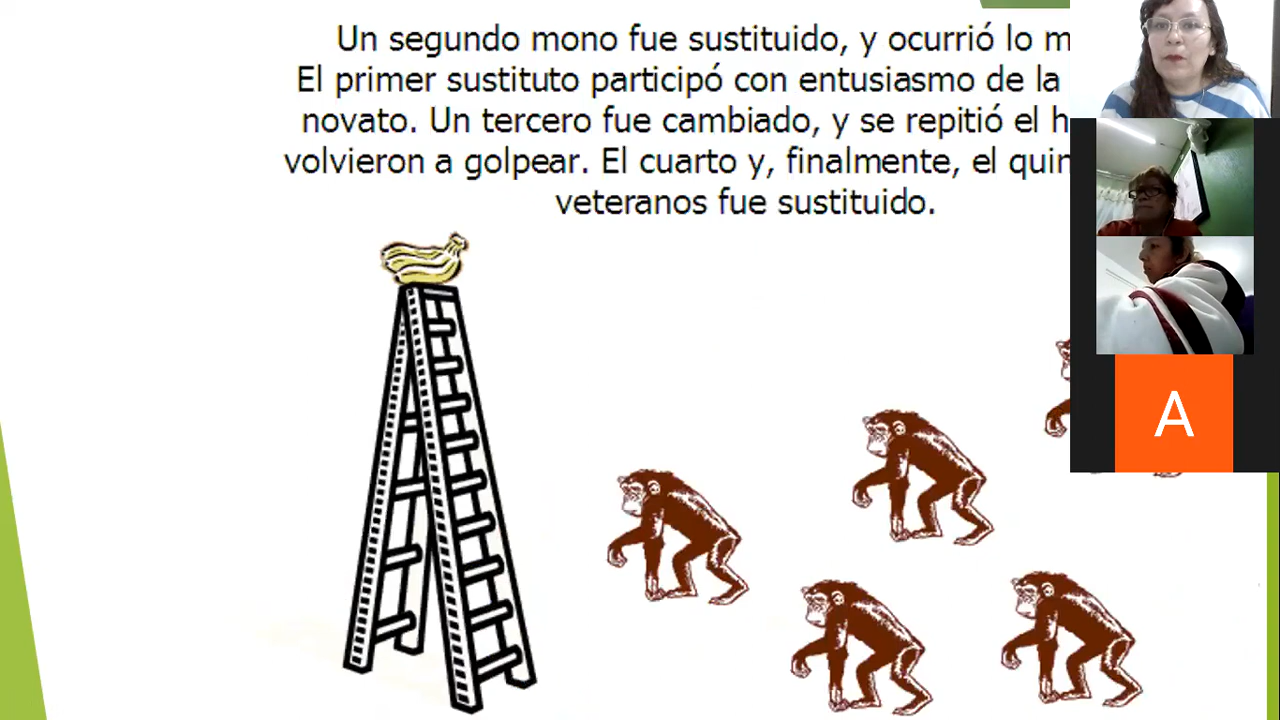 Un segundo mono fue sustituido, y ocurrió lo
El primer sustituto participó con entusiasmo de la
novato. Un tercero fue cambiado, y se repitió el
volvieron a golpear. El cuarto y, finalmente, el
veteranos fue sustituido.
A